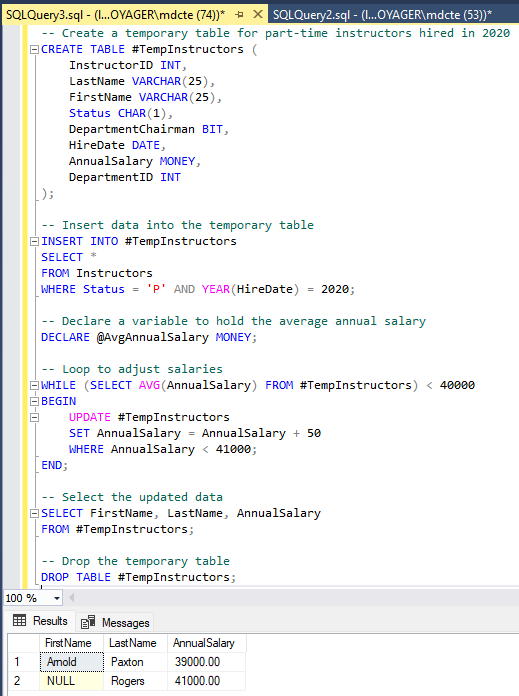 SQLQuery3.sql - (l...OYAGER\mdcte (74))* SQLQuery2.sql - (l...OYAGER\mdcte (53))*
-- Create a temporary table for part-time instructors hired in 2020
CREATE TABLE #TempInstructors (
InstructorID INT,
LastName VARCHAR(25),
FirstName VARCHAR(25),
Status CHAR(1),
DepartmentChairman BIT,
HireDate DATE,
AnnualSalary MONEY,
DepartmentID INT
);
-- Insert data into the temporary table
INSERT INTO #TempInstructors
SELECT *
FROM Instructors
WHERE Status = 'P' AND YEAR(HireDate) = 2020;
-- Declare a variable to hold the average annual salary
DECLARE @AvgAnnualSalary MONEY;
-- Loop to adjust salaries
WHILE (SELECT AVG(AnnualSalary) FROM #TempInstructors) < 40000
BEGIN
UPDATE #TempInstructors
SET AnnualSalary = AnnualSalary + 50
WHERE AnnualSalary < 41000;
END;
-- Select the updated data
SELECT FirstName, LastName, AnnualSalary
FROM #TempInstructors;
-- Drop the temporary table
DROP TABLE #TempInstructors;
100 %
Results Messages
FirstName LastName AnnualSalary
1 Arnold Paxton 39000.00
2 NULL Rogers 41000.00